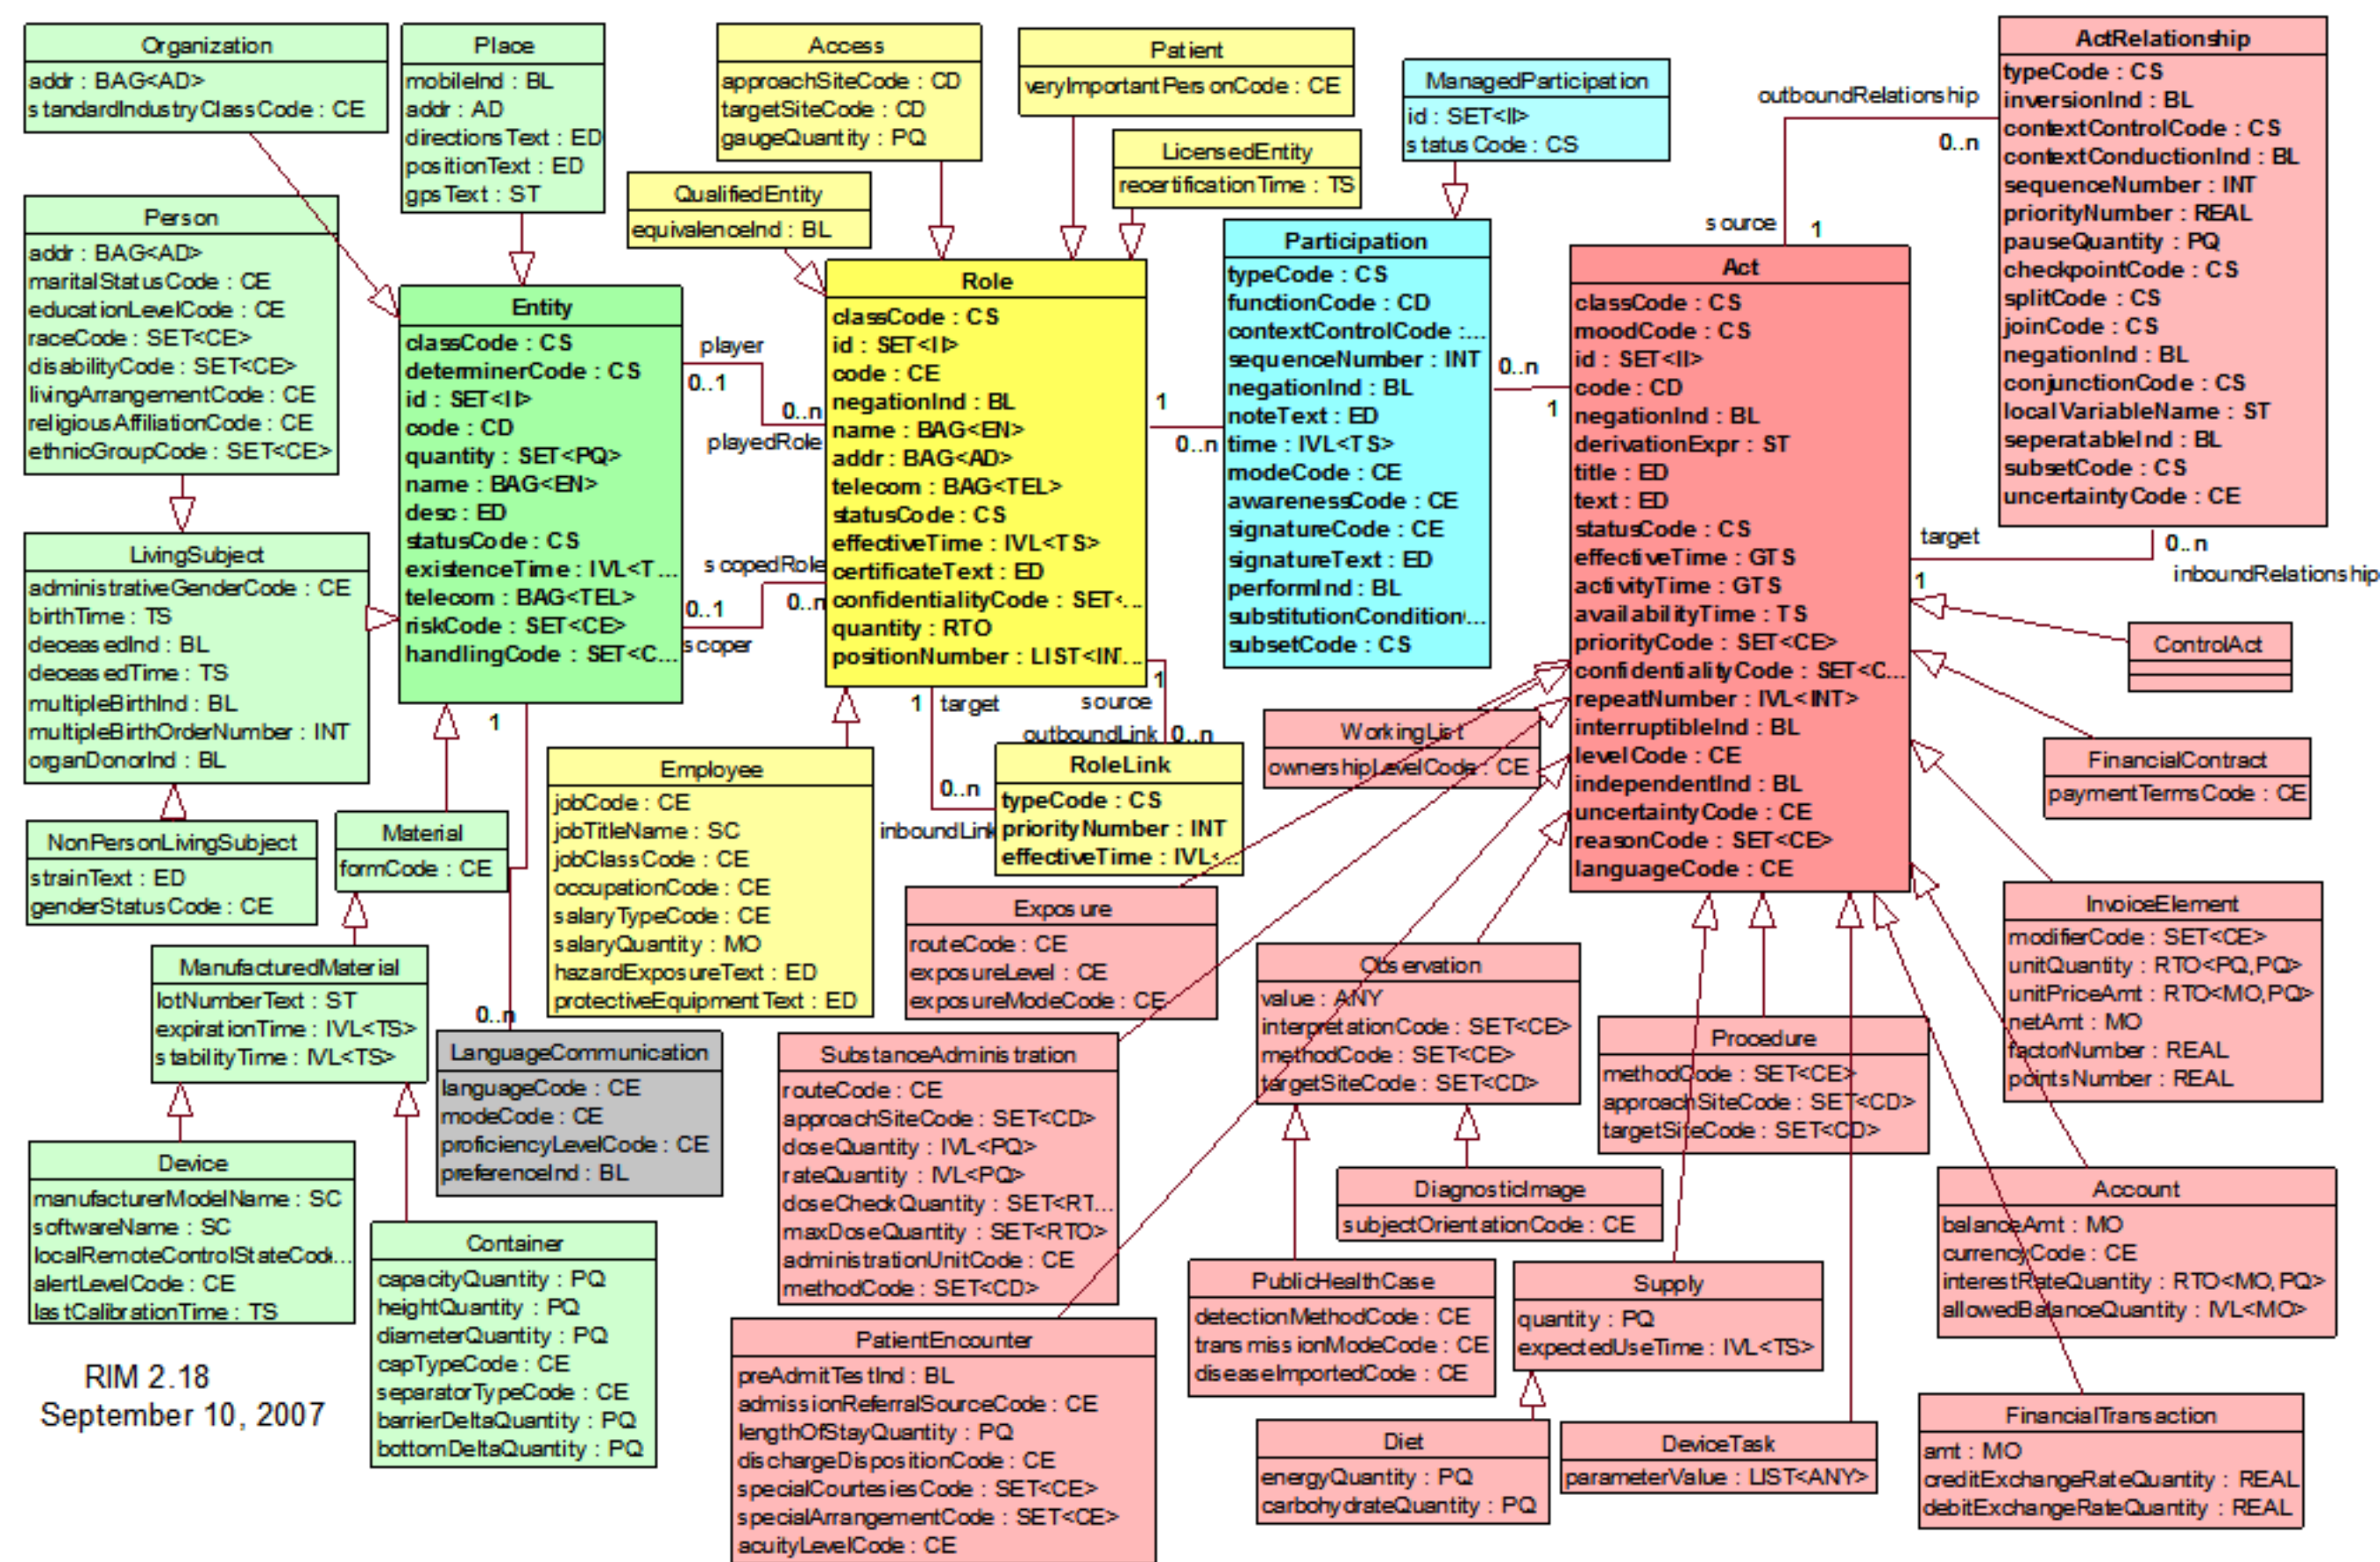 Organization
addr : BAG<AD>
standardIndustryClassCode : CE
Place
mobileInd : BL
addr : AD
directionsText : ED
positionText : ED
gpsText : ST
Access
approachSiteCode : CD
targetSiteCode : CD
gaugeQuantity : PQ
Patient
veryImportantPersonCode : CE
LicensedEntity
recertificationTime : TS
QualifiedEntity
equivalenceInd : BL
ManagedParticipation
id : SET<II>
statusCode : CS
ActRelationship
typeCode : CS
inversionInd : BL
contextControlCode : CS
contextConductionInd : BL
sequenceNumber : INT
priorityNumber : REAL
pauseQuantity : PQ
checkpointCode : CS
splitCode : CS
joinCode : CS
negationInd : BL
conjunctionCode : CS
localVariableName : ST
seperatableInd : BL
subsetCode : CS
uncertaintyCode : CE
outboundRelationship
0..n
source
1
Person
addr : BAG<AD>
maritalStatusCode : CE
educationLevelCode : CE
raceCode : SET<CE>
disabilityCode : SET<CE>
livingArrangementCode : CE
religiousAffiliationCode : CE
ethnicGroupCode : SET<CE>
Entity
classCode : CS
determinerCode : CS
id : SET<II>
code : CD
quantity : SET<PQ>
name : BAG<EN>
desc : ED
statusCode : CS
existenceTime : IVL<T...
telecom : BAG<TEL>
riskCode : SET<CE>
handlingCode : SET<C...
player
0..1
0..n
playedRole
scopedRole
0..1
0..n
scoper
Role
classCode : CS
id : SET<II>
code : CE
negationInd : BL
name : BAG<EN>
addr : BAG<AD>
telecom : BAG<TEL>
statusCode : CS
effectiveTime : IVL<TS>
certificateText : ED
confidentialityCode : SET<...
quantity : RTO
positionNumber : LIST<INT...
1
0..n
Participation
typeCode : CS
functionCode : CD
contextControlCode :...
sequenceNumber : INT
negationInd : BL
noteText : ED
time : IVL<TS>
modeCode : CE
awarenessCode : CE
signatureCode : CE
signatureText : ED
performInd : BL
substitutionCondition...
subsetCode : CS
0..n
1
Act
classCode : CS
moodCode : CS
id : SET<II>
code : CD
negationInd : BL
derivationExpr : ST
title : ED
text : ED
statusCode : CS
effectiveTime : GTS
activityTime : GTS
availabilityTime : TS
priorityCode : SET<CE>
confidentialityCode : SET<C...
repeatNumber : IVL<INT>
interruptibleInd : BL
levelCode : CE
independentInd : BL
uncertaintyCode : CE
reasonCode : SET<CE>
languageCode : CE
target
1
0..n
inboundRelationship
LivingSubject
administrativeGenderCode : CE
birthTime : TS
deceasedInd : BL
deceasedTime : TS
multipleBirthInd : BL
multipleBirthOrderNumber : INT
organDonorInd : BL
ControlAct
FinancialContract
paymentTermsCode : CE
1
1
target
source
1
outboundLink
0..n
0..n
inboundLink
RoleLink
typeCode : CS
priorityNumber : INT
effectiveTime : IVL<...
WorkingList
ownershipLevelCode : CE
Employee
jobCode : CE
jobTitleName : SC
jobClassCode : CE
occupationCode : CE
salaryTypeCode : CE
salaryQuantity : MO
hazardExposureText : ED
protectiveEquipmentText : ED
NonPersonLivingSubject
strainText : ED
genderStatusCode : CE
Material
formCode : CE
Exposure
routeCode : CE
exposureLevel : CE
exposureModeCode : CE
Observation
value : ANY
interpretationCode : SET<CE>
methodCode : SET<CE>
targetSiteCode : SET<CD>
InvoiceElement
modifierCode : SET<CE>
unitQuantity : RTO<PQ,PQ>
unitPriceAmt : RTO<MO,PQ>
netAmt : MO
factorNumber : REAL
pointsNumber : REAL
ManufacturedMaterial
lotNumberText : ST
expirationTime : IVL<TS>
stabilityTime : IVL<TS>
0..n
LanguageCommunication
languageCode : CE
modeCode : CE
proficiencyLevelCode : CE
preferenceInd : BL
SubstanceAdministration
routeCode : CE
approachSiteCode : SET<CD>
doseQuantity : IVL<PQ>
rateQuantity : IVL<PQ>
doseCheckQuantity : SET<RT...
maxDoseQuantity : SET<RTO>
administrationUnitCode : CE
methodCode : SET<CD>
Procedure
methodCode : SET<CE>
approachSiteCode : SET<CD>
targetSiteCode : SET<CD>
Device
manufacturerModelName : SC
softwareName : SC
localRemoteControlStateCod...
alertLevelCode : CE
lastCalibrationTime : TS
DiagnosticImage
subjectOrientationCode : CE
Account
balanceAmt : MO
currencyCode : CE
interestRateQuantity : RTO<MO,PQ>
allowedBalanceQuantity : IVL<MO>
Container
capacityQuantity : PQ
heightQuantity : PQ
diameterQuantity : PQ
capTypeCode : CE
separatorTypeCode : CE
barrierDeltaQuantity : PQ
bottomDeltaQuantity : PQ
PublicHealthCase
detectionMethodCode : CE
transmissionModeCode : CE
diseaseImportedCode : CE
Supply
quantity : PQ
expectedUseTime : IVL<TS>
PatientEncounter
preAdmitTestInd : BL
admissionReferralSourceCode : CE
lengthOfStayQuantity : PQ
dischargeDispositionCode : CE
specialCourtesiesCode : SET<CE>
specialArrangementCode : SET<CE>
acuityLevelCode : CE
Diet
energyQuantity : PQ
carbohydrateQuantity : PQ
DeviceTask
parameterValue : LIST<ANY>
FinancialTransaction
amt : MO
creditExchangeRateQuantity : REAL
debitExchangeRateQuantity : REAL
RIM 2.18
September 10, 2007